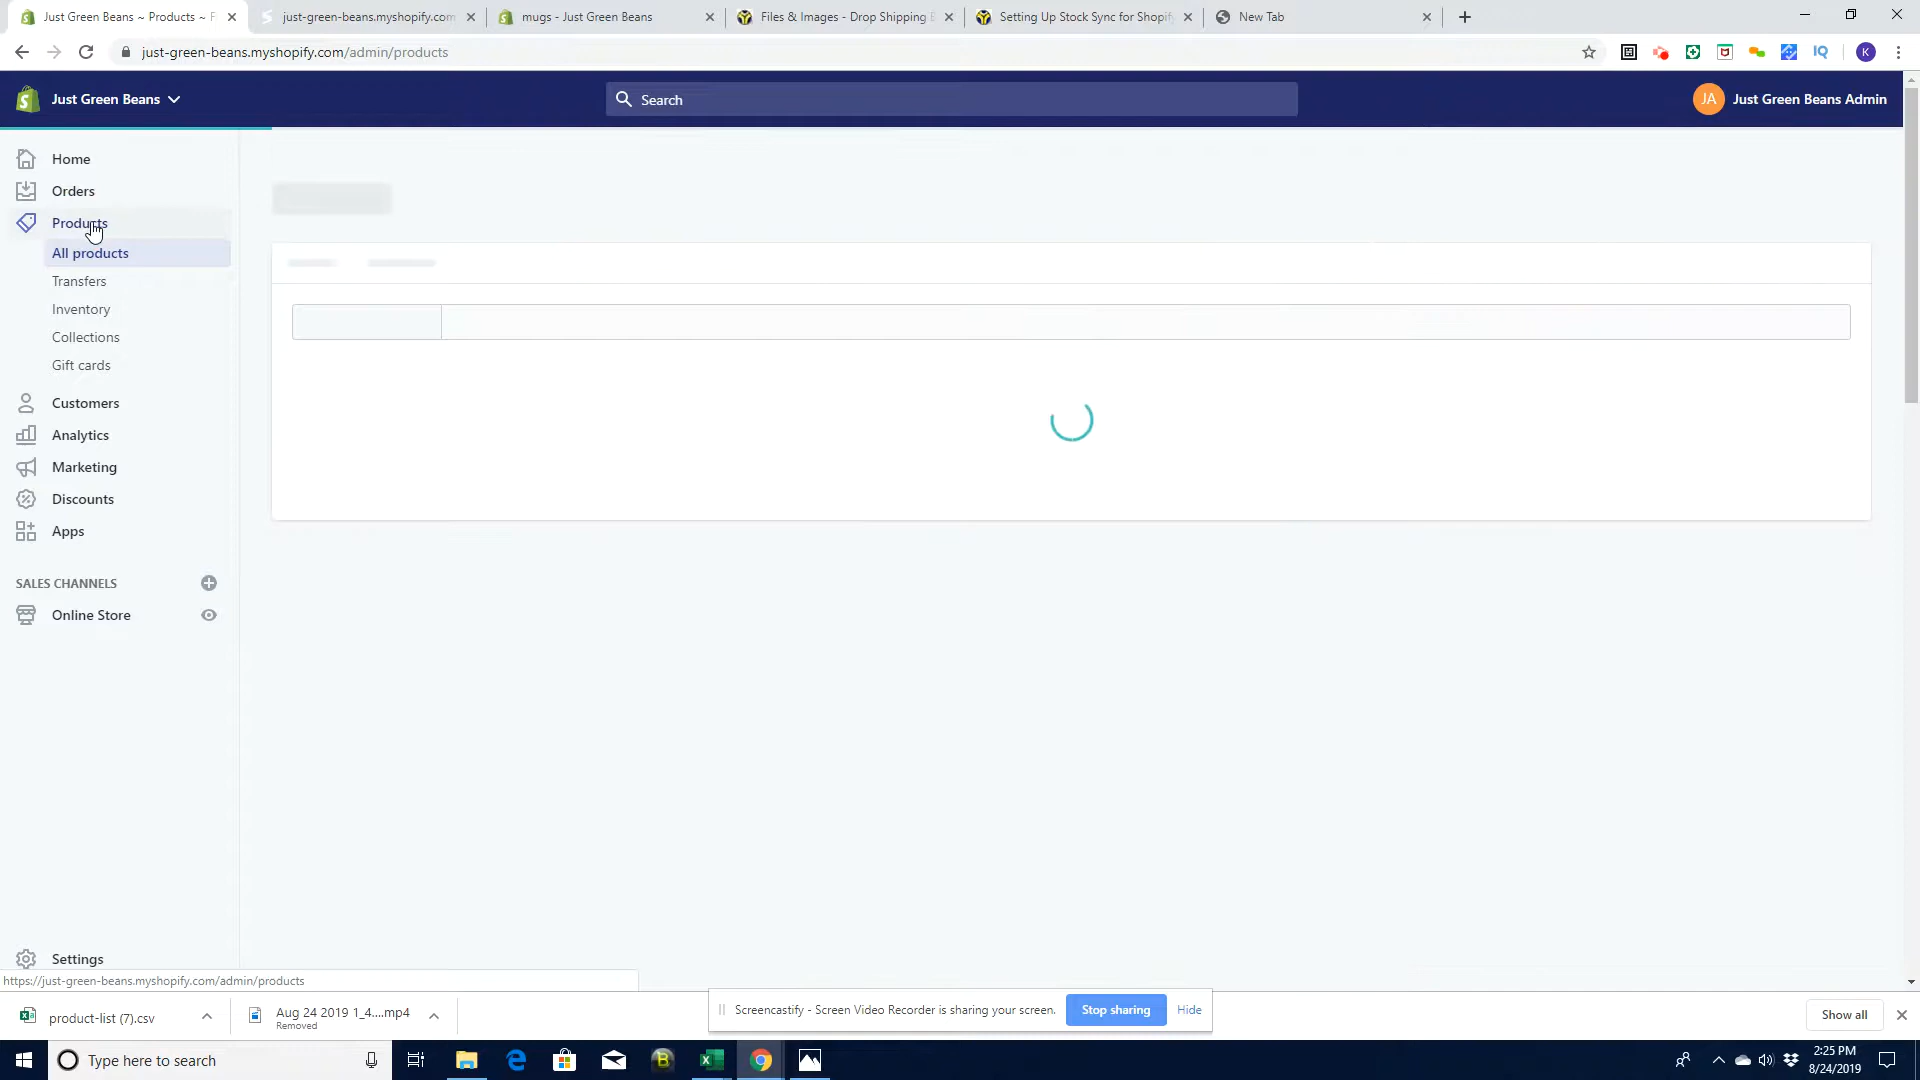 Just Green Beans ~ Products ~ F
just-green-beans.myshopify.com
mugs - Just Green Beans
Files & Images - Drop Shipping B
Setting Up Stock Sync for Shopif
New Tab
just-green-beans.myshopify.com/admin/products
IQ
K
Just Green Beans
Search
JA
Just Green Beans Admin
Home
Orders
Products
All products
Transfers
Inventory
Collections
Gift cards
Customers
Analytics
Marketing
Discounts
Apps
SALES CHANNELS
Online Store
Settings
https://just-green-beans.myshopify.com/admin/products
product-list (7).csv
Aug 24 2019 1_4....mp4
Removed
Screencastify - Screen Video Recorder is sharing your screen.
Stop sharing
Hide
Show all
Type here to search
2:25 PM
8/24/2019